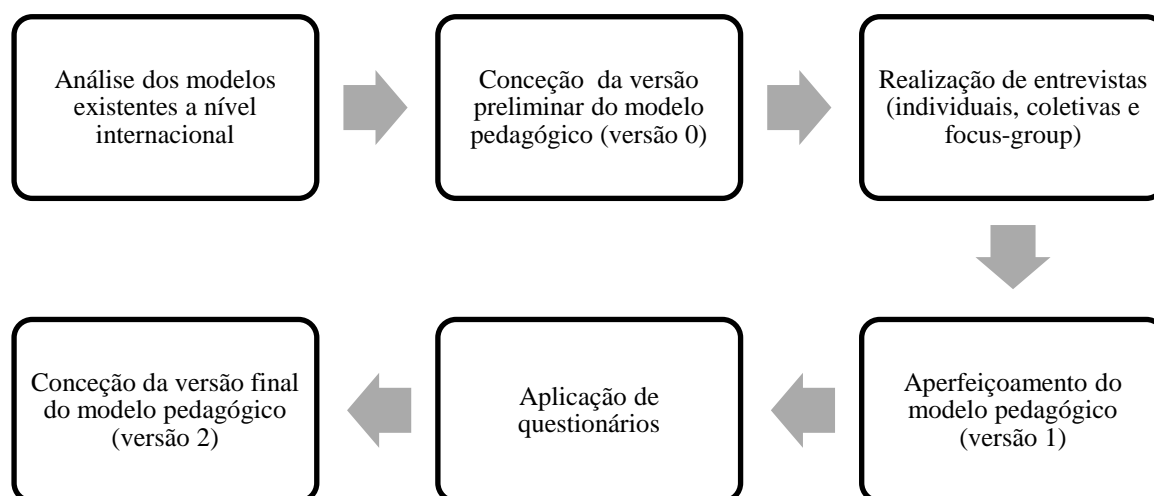 Análise dos modelos
existentes a nível
internacional
Conceção da versão
preliminar do modelo
pedagógico (versão 0)
Realização de entrevistas
(individuais, coletivas e
focus-group)
Aperfeiçoamento do
modelo pedagógico
(versão 1)
Aplicação de
questionários
Conceção da versão final
do modelo pedagógico
(versão 2)